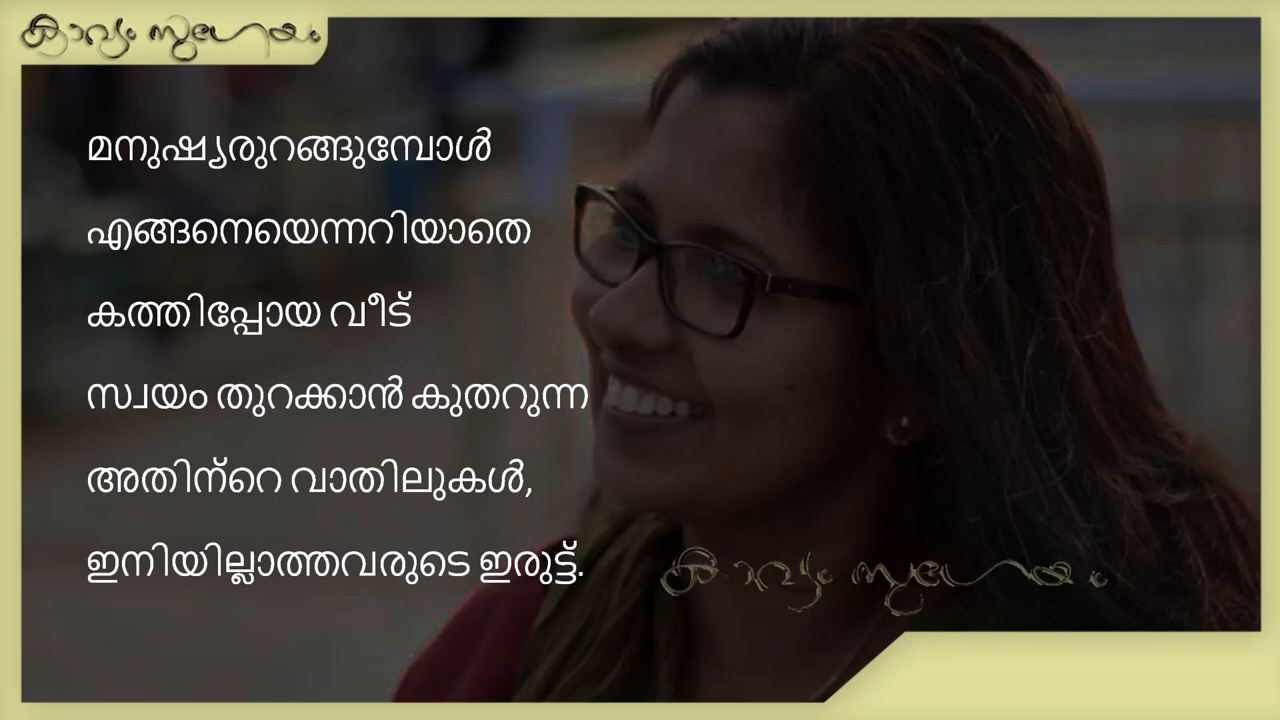 കാവ്യം സുഗേയം
മനുഷ്യരുറങ്ങുമ്പോൾ
എങ്ങനെയെന്നറിയാതെ
കത്തിപ്പോയ വീട്
സ്വയം തുറക്കാൻ കുതറുന്ന
അതിന്റെ വാതിലുകൾ,
ഇനിയില്ലാത്തവരുടെ ഇരുട്ട്.
കാവ്യം സുഗേയം